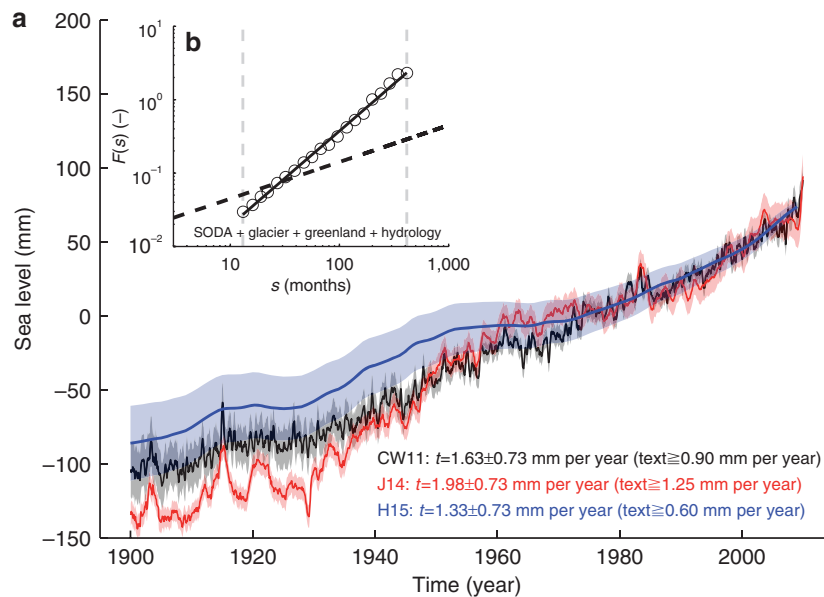 a
b
200
150
100
50
0
−50
−100
−150
Sea level (mm)
1900
1920
1940
1960
1980
2000
Time (year)
10¹
10⁰
10⁻¹
10⁻²
F(s) (–)
SODA + glacier + greenland + hydrology
10
100
1,000
s (months)
CW11: t=1.63±0.73 mm per year (text≧0.90 mm per year)
J14: t=1.98±0.73 mm per year (text≧1.25 mm per year)
H15: t=1.33±0.73 mm per year (text≧0.60 mm per year)